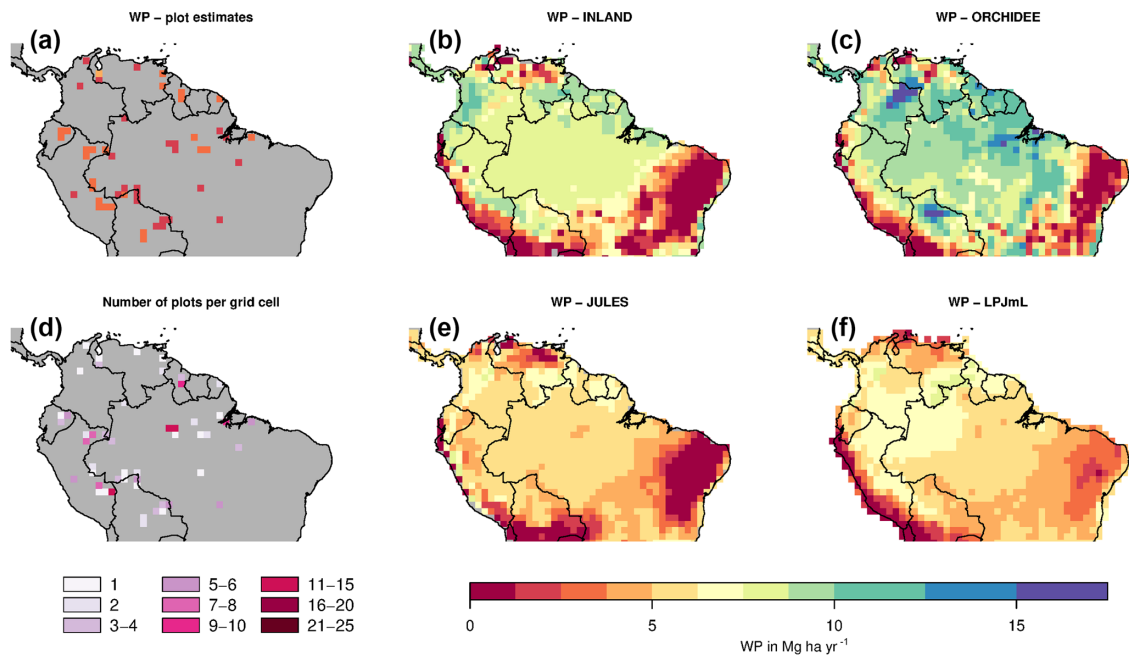 WP – plot estimates
WP – INLAND
WP – ORCHIDEE
(a)
(b)
(c)
Number of plots per grid cell
WP – JULES
WP – LPJmL
(d)
(e)
(f)
1
2
3–4
5–6
7–8
9–10
11–15
16–20
21–25
0
5
10
15
WP in Mg ha yr⁻¹